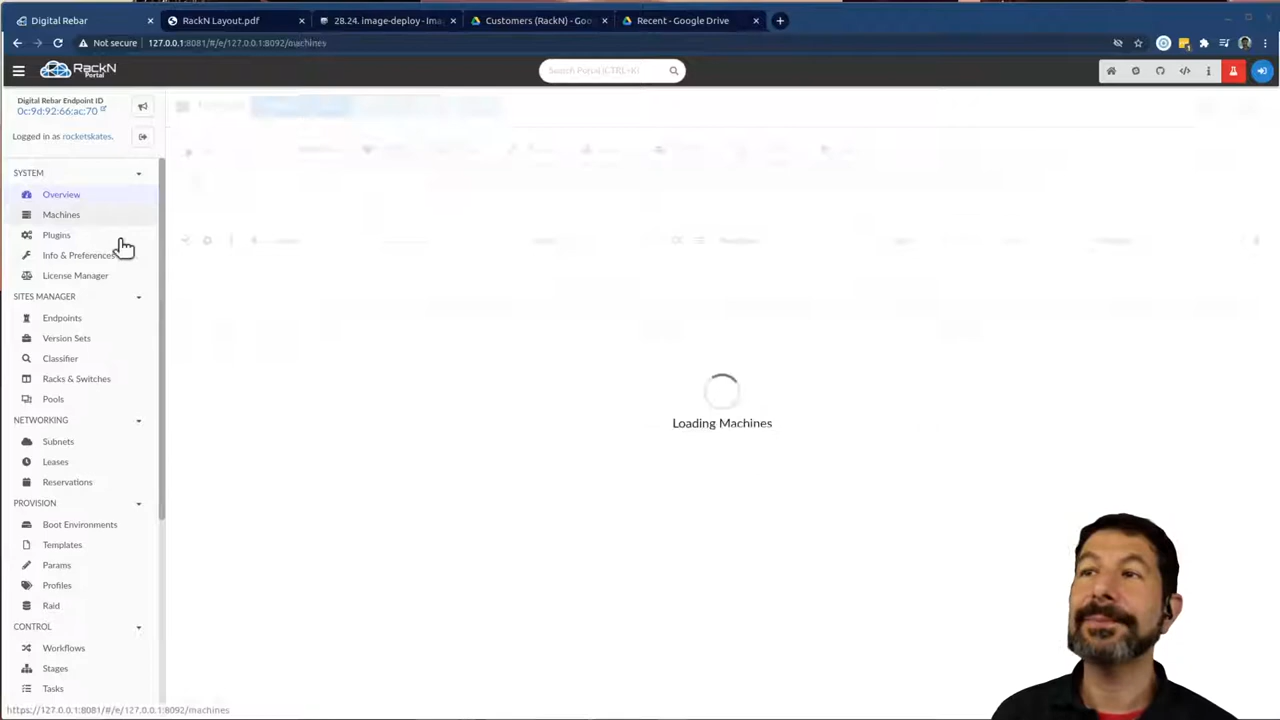 Digital Rebar
RackN Layout.pdf
28.24. image-deploy - Ima
Customers (RackN) - Goo
Recent - Google Drive
Not secure
127.0.0.1:8081/#/e/127.0.0.1:8092/machines
RackN
Portal
Search Portal (CTRL+K)
Digital Rebar Endpoint ID
0c:9d:92:66:ac:70
Logged in as rocketskates.
SYSTEM
Overview
Machines
Plugins
Info & Preferences
License Manager
SITES MANAGER
Endpoints
Version Sets
Classifier
Racks & Switches
Pools
NETWORKING
Subnets
Leases
Reservations
PROVISION
Boot Environments
Templates
Params
Profiles
Raid
CONTROL
Workflows
Stages
Tasks
Loading Machines
https://127.0.0.1:8081/#/e/127.0.0.1:8092/machines